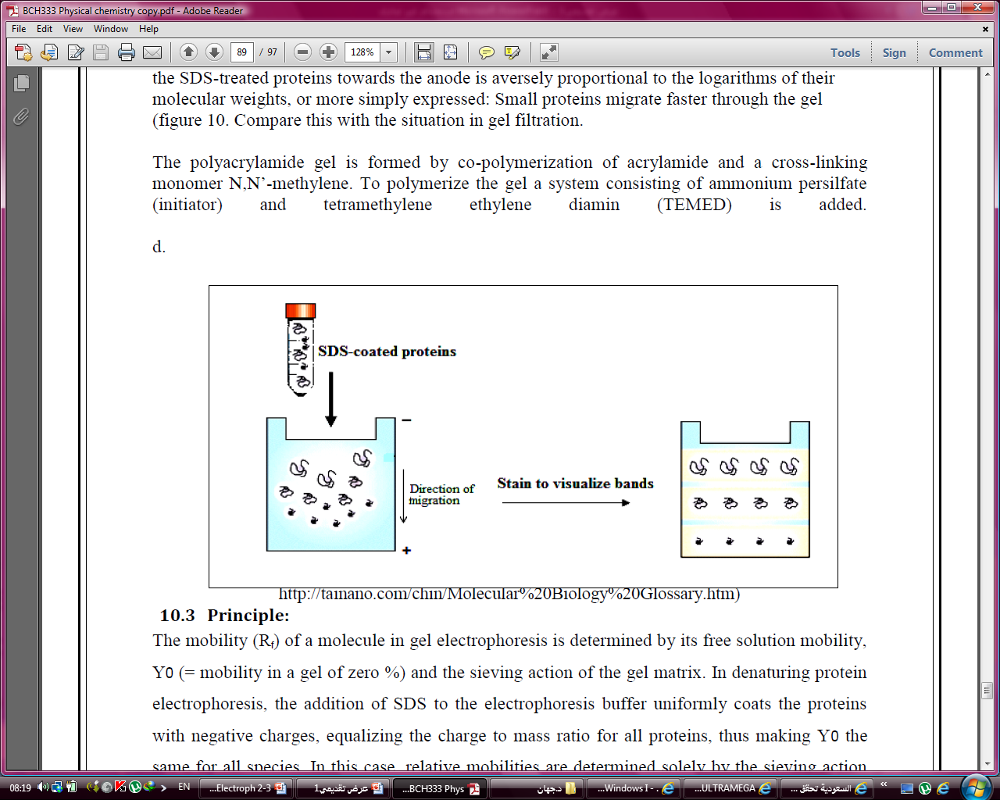 BCH333 Physical chemistry copy.pdf - Adobe Reader
File Edit View Window Help
89 / 97 128% Tools Sign Comment
the SDS-treated proteins towards the anode is aversely proportional to the logarithms of their
molecular weights, or more simply expressed: Small proteins migrate faster through the gel
(figure 10. Compare this with the situation in gel filtration.
The polyacrylamide gel is formed by co-polymerization of acrylamide and a cross-linking
monomer N,N’-methylene. To polymerize the gel a system consisting of ammonium persilfate
(initiator) and tetramethylene ethylene diamin (TEMED) is added.
d.
SDS-coated proteins
−
Direction of
migration
+
Stain to visualize bands
http://tainano.com/chin/Molecular%20Biology%20Glossary.htm)
10.3 Principle:
The mobility (Rf) of a molecule in gel electrophoresis is determined by its free solution mobility,
Y0 (= mobility in a gel of zero %) and the sieving action of the gel matrix. In denaturing protein
electrophoresis, the addition of SDS to the electrophoresis buffer uniformly coats the proteins
with negative charges, equalizing the charge to mass ratio for all proteins, thus making Y0 the
same for all species. In this case, relative mobilities are determined solely by the sieving action
08:19 EN ...Electroph 2-3 عرض تقديمي1 ...BCH333 Phys د.جهان ...Windows I - . ...ULTRAMEGA السعودية تحقق ...